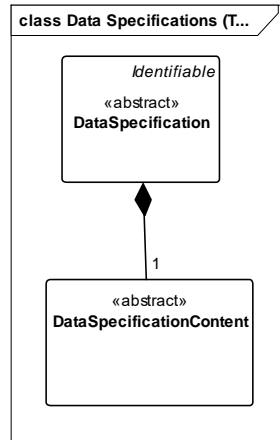 class Data Specifications (T...
Identifiable
«abstract»
DataSpecification
1
«abstract»
DataSpecificationContent